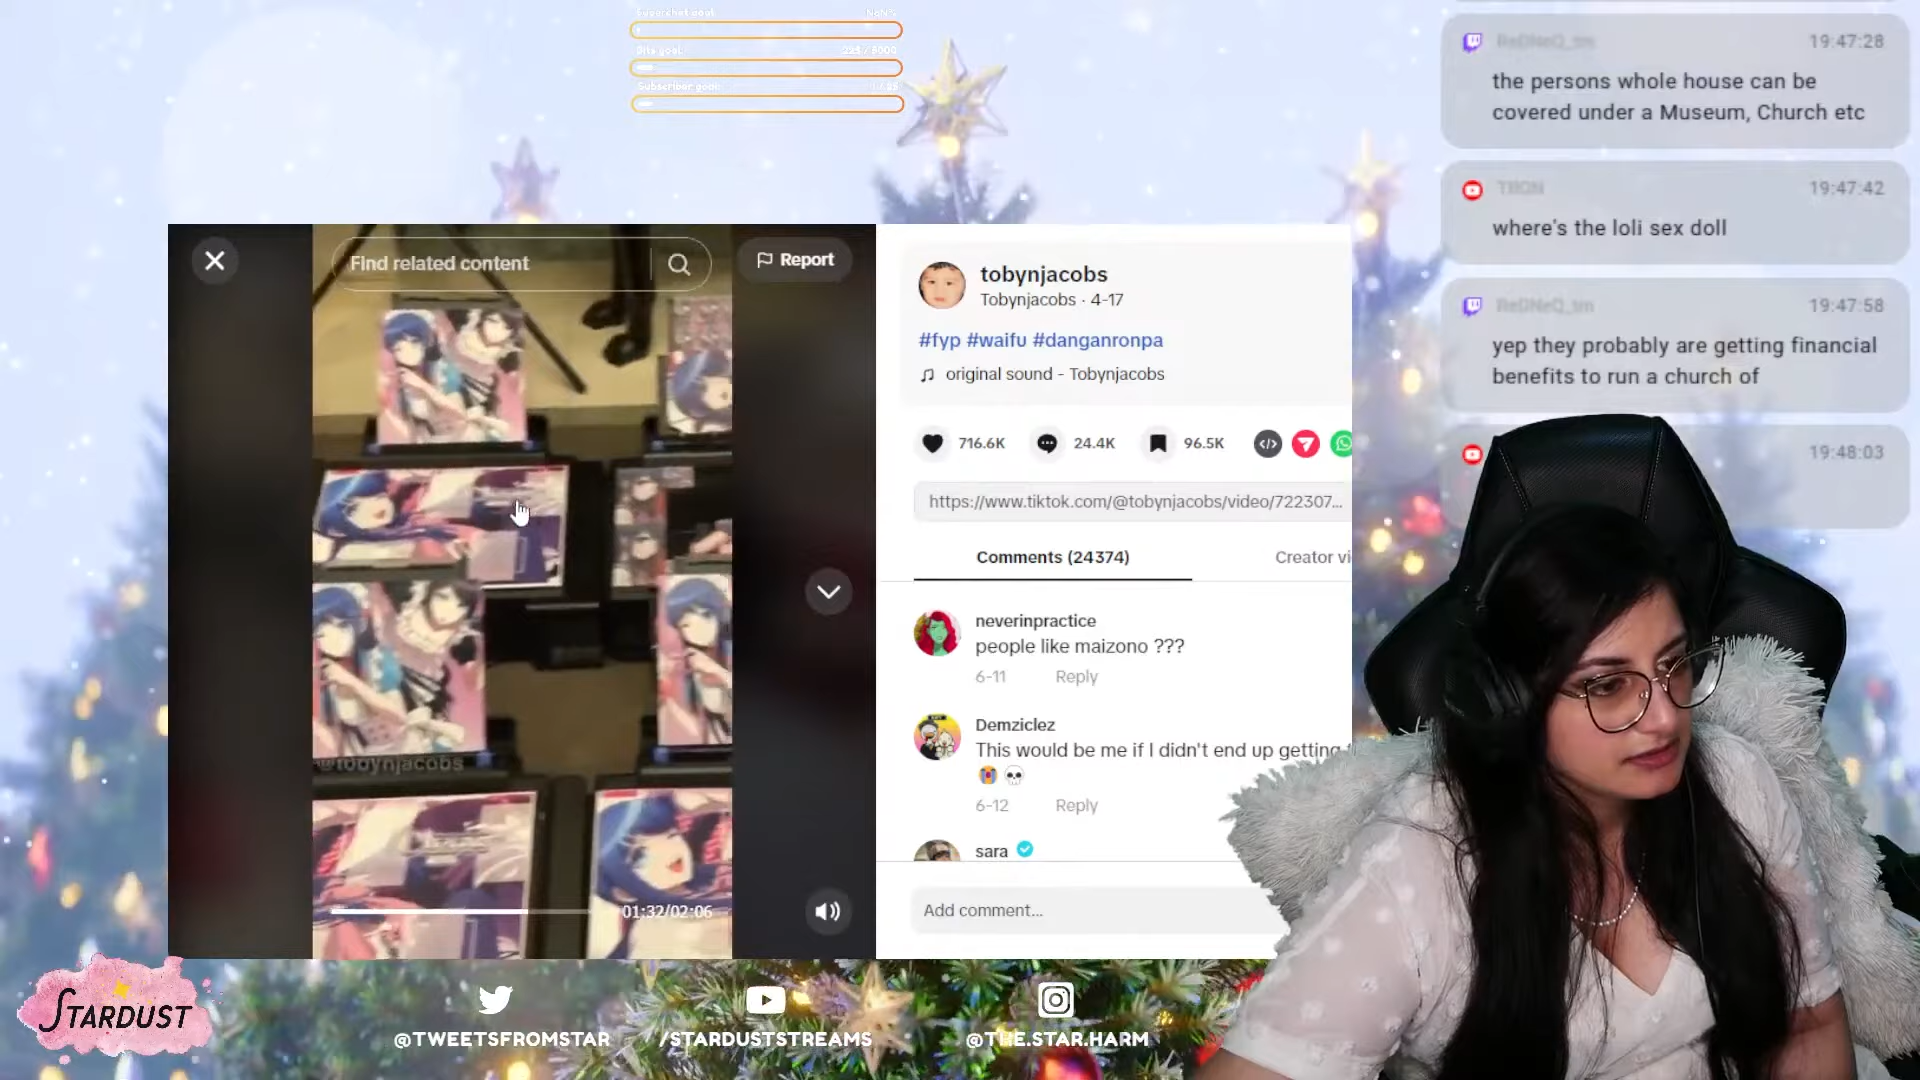 Superchat goal:
NaN%
Bits goal:
Subscriber goal:
ReDNeQ_sm
19:47:28
the persons whole house can be
covered under a Museum, Church etc
19:47:42
where's the loli sex doll
ReDNeQ_sm
19:47:58
yep they probably are getting financial
benefits to run a church of
19:48:03
Find related content
Report
@tobynjacobs
01:32/02:06
tobynjacobs
Tobynjacobs · 4-17
#fyp #waifu #danganronpa
original sound - Tobynjacobs
716.6K
24.4K
96.5K
https://www.tiktok.com/@tobynjacobs/video/722307...
Comments (24374)
Creator vi
neverinpractice
people like maizono ???
6-11
Reply
Demziclez
This would be me if I didn't end up getting
6-12
Reply
sara
Add comment...
STARDUST
@TWEETSFROMSTAR
/STARDUSTSTREAMS
@THE.STAR.HARM